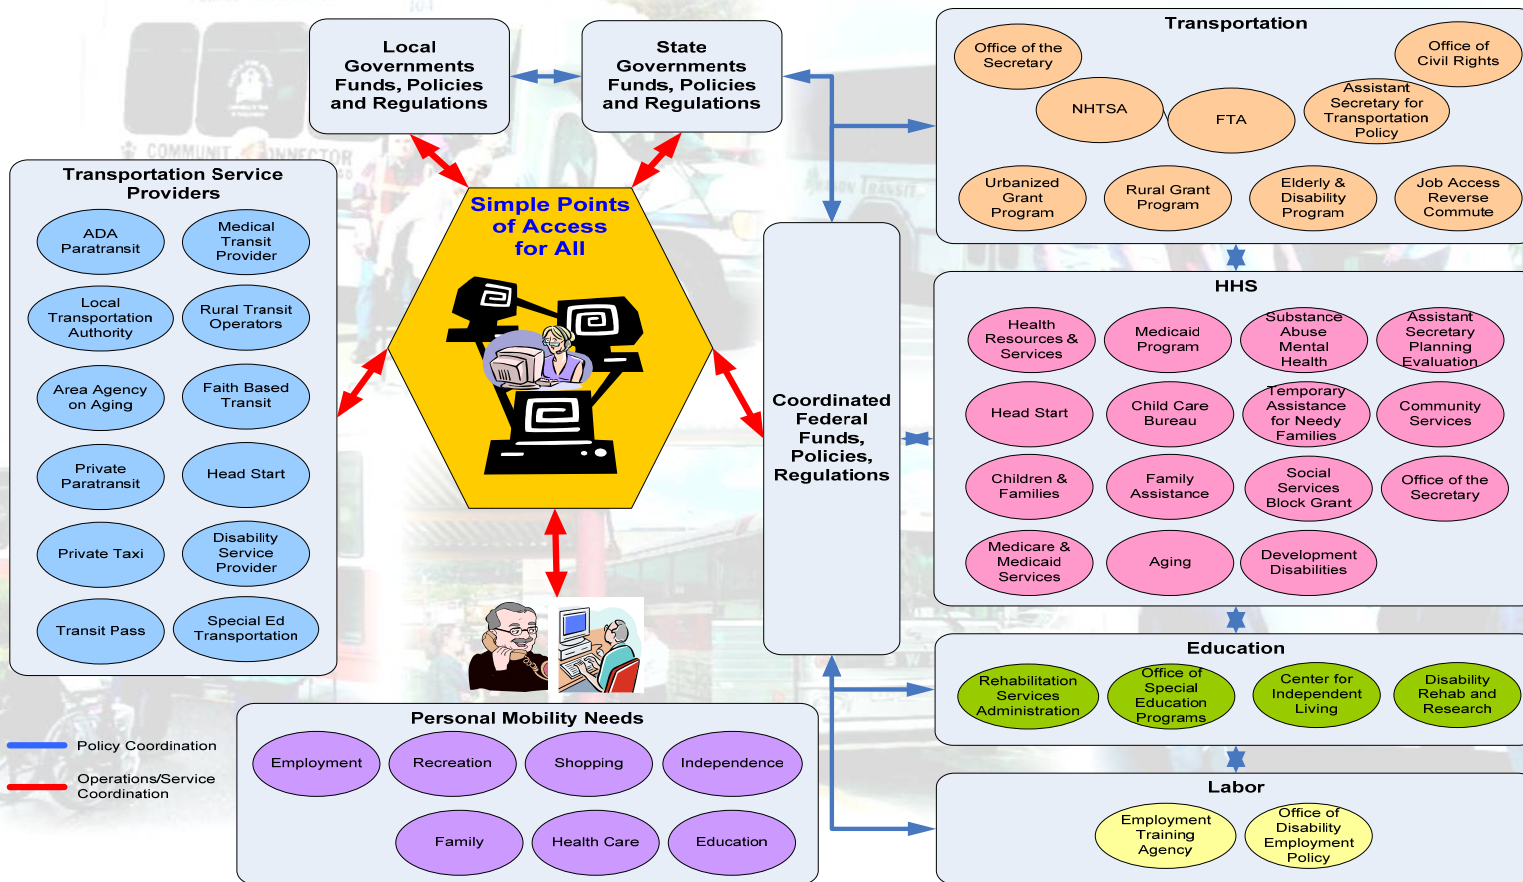 104
COMMUNIT
NNECTOR
TRANSIT
Local
Governments
Funds, Policies
and Regulations
State
Governments
Funds, Policies
and Regulations
Transportation
Office of the
Secretary
Office of
Civil Rights
NHTSA
FTA
Assistant
Secretary for
Transportation
Policy
Urbanized
Grant
Program
Rural Grant
Program
Elderly &
Disability
Program
Job Access
Reverse
Commute
Transportation Service
Providers
ADA
Paratransit
Medical
Transit
Provider
Local
Transportation
Authority
Rural Transit
Operators
Area Agency
on Aging
Faith Based
Transit
Private
Paratransit
Head Start
Private Taxi
Disability
Service
Provider
Transit Pass
Special Ed
Transportation
Simple Points
of Access
for All
Coordinated
Federal
Funds,
Policies,
Regulations
HHS
Health
Resources &
Services
Medicaid
Program
Substance
Abuse
Mental
Health
Assistant
Secretary
Planning
Evaluation
Head Start
Child Care
Bureau
Temporary
Assistance
for Needy
Families
Community
Services
Children &
Families
Family
Assistance
Social
Services
Block Grant
Office of the
Secretary
Medicare &
Medicaid
Services
Aging
Development
Disabilities
Education
Rehabilitation
Services
Administration
Office of
Special
Education
Programs
Center for
Independent
Living
Disability
Rehab and
Research
Labor
Employment
Training
Agency
Office of
Disability
Employment
Policy
Personal Mobility Needs
Employment
Recreation
Shopping
Independence
Family
Health Care
Education
Policy Coordination
Operations/Service
Coordination